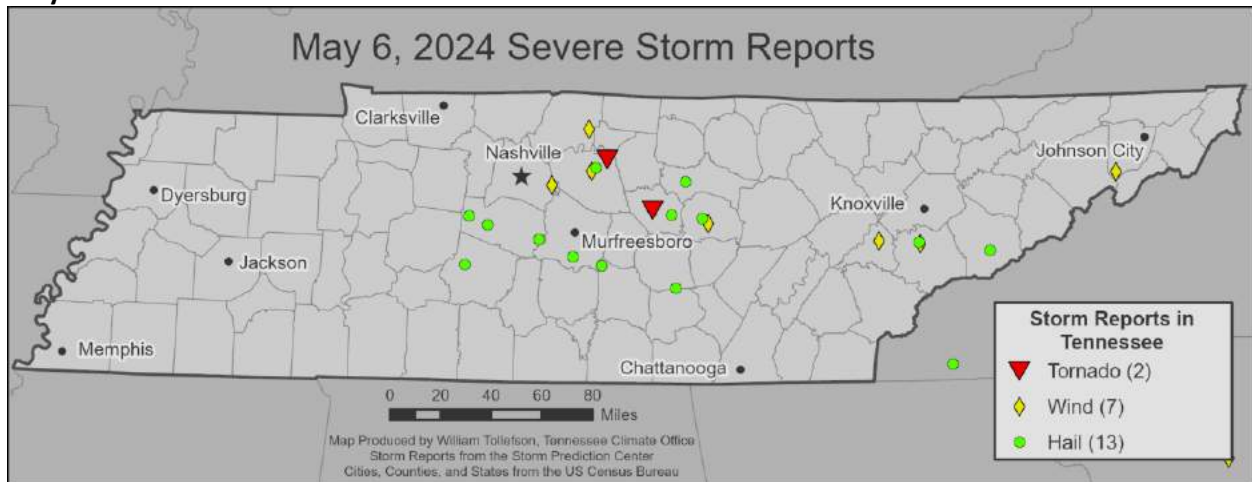 May 6, 2024 Severe Storm Reports
Clarksville
Nashville
Johnson City
Dyersburg
Knoxville
Murfreesboro
Jackson
Memphis
Chattanooga
Storm Reports in
Tennessee
Tornado (2)
Wind (7)
Hail (13)
0 20 40 60 80
Miles
Map Produced by William Tollefson, Tennessee Climate Office
Storm Reports from the Storm Prediction Center
Cities, Counties, and States from the US Census Bureau